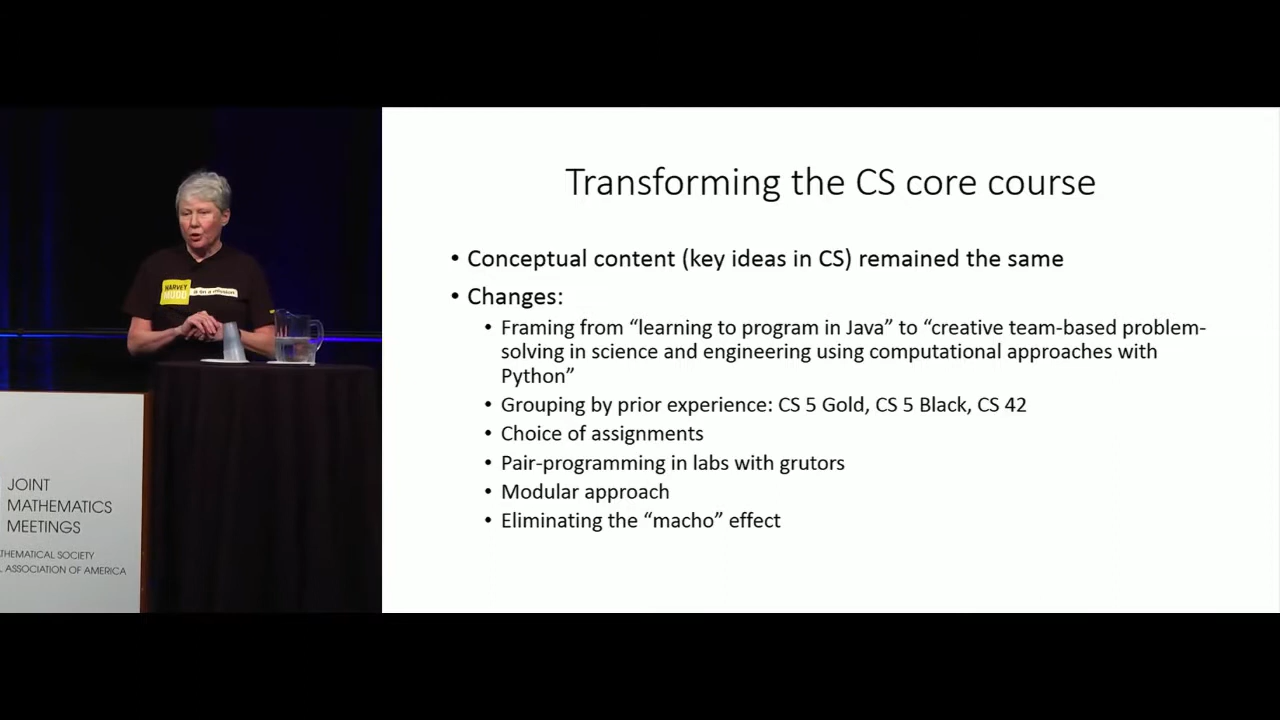 Transforming the CS core course
• Conceptual content (key ideas in CS) remained the same
• Changes:
• Framing from “learning to program in Java” to “creative team-based problem-
solving in science and engineering using computational approaches with
Python”
• Grouping by prior experience: CS 5 Gold, CS 5 Black, CS 42
• Choice of assignments
• Pair-programming in labs with grutors
• Modular approach
• Eliminating the “macho” effect
HARVEY
MUDD
JOINT
MATHEMATICS
MEETINGS
THEMATICAL SOCIETY
L ASSOCIATION OF AMERICA